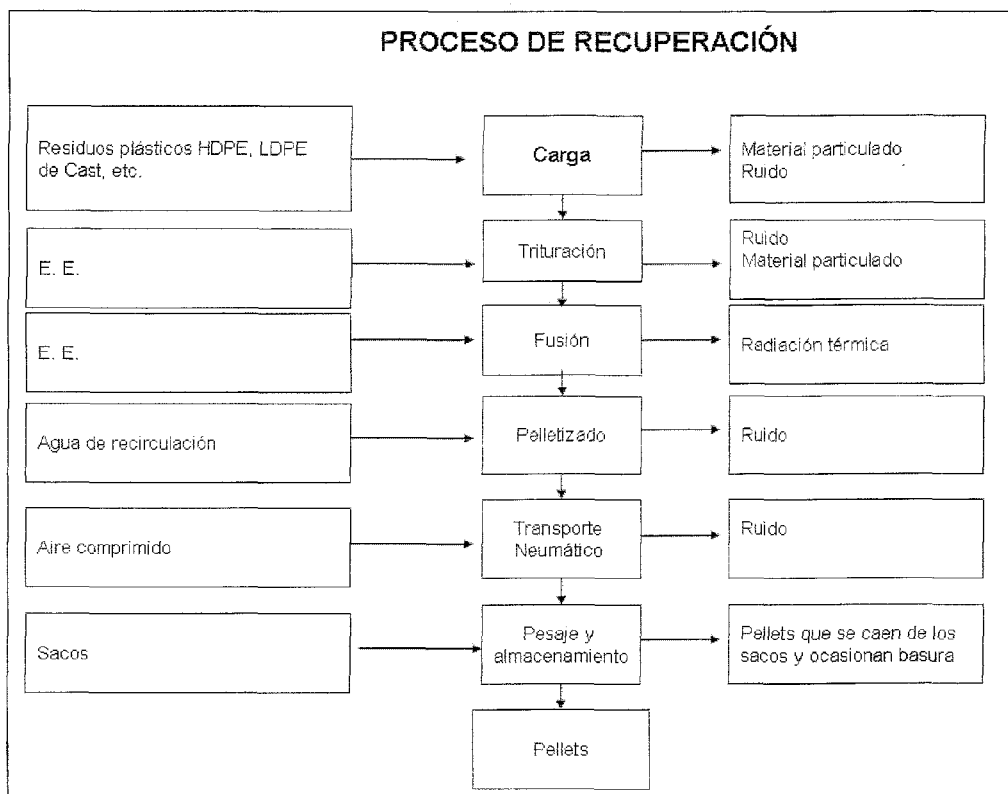 PROCESO DE RECUPERACIÓN
Residuos plásticos HDPE, LDPE
de Cast, etc.
Carga
Material particulado
Ruido
E. E.
Trituración
Ruido
Material particulado
E. E.
Fusión
Radiación térmica
Agua de recirculación
Pelletizado
Ruido
Aire comprimido
Transporte
Neumático
Ruido
Sacos
Pesaje y
almacenamiento
Pellets que se caen de los
sacos y ocasionan basura
Pellets